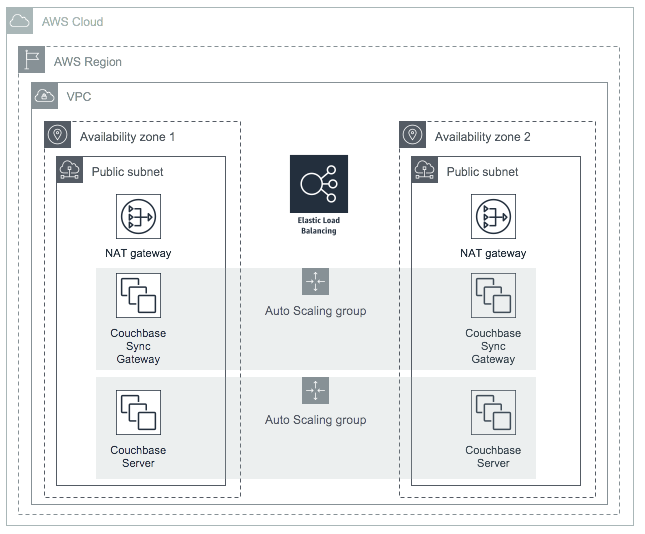 AWS Cloud
AWS Region
VPC
Availability zone 1
Availability zone 2
Public subnet
Public subnet
Elastic Load
Balancing
NAT gateway
NAT gateway
Auto Scaling group
Couchbase
Sync
Gateway
Couchbase
Sync
Gateway
Auto Scaling group
Couchbase
Server
Couchbase
Server